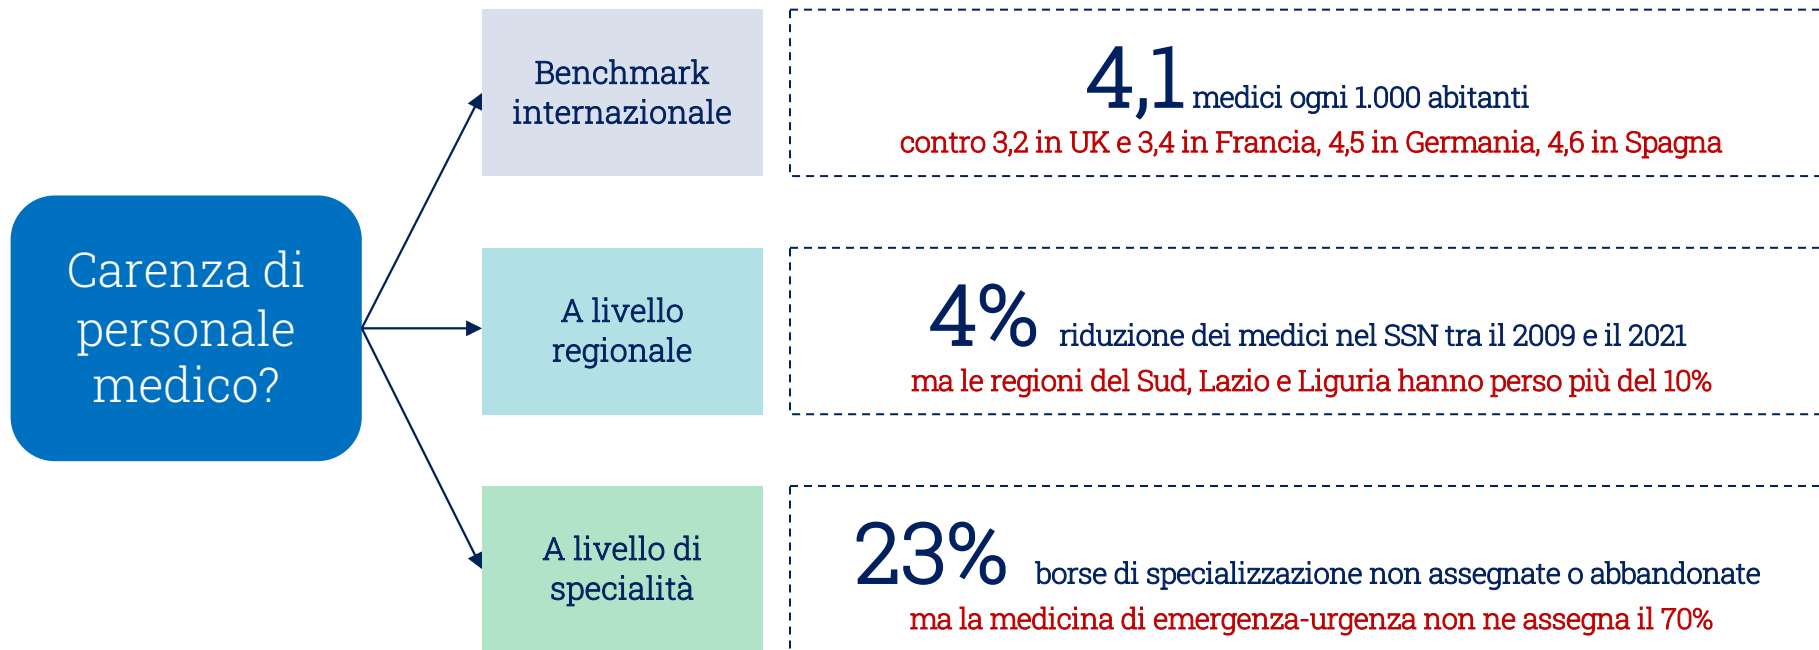 Carenza di
personale
medico?
Benchmark
internazionale
4,1 medici ogni 1.000 abitanti
contro 3,2 in UK e 3,4 in Francia, 4,5 in Germania, 4,6 in Spagna
A livello
regionale
4% riduzione dei medici nel SSN tra il 2009 e il 2021
ma le regioni del Sud, Lazio e Liguria hanno perso più del 10%
A livello di
specialità
23% borse di specializzazione non assegnate o abbandonate
ma la medicina di emergenza-urgenza non ne assegna il 70%